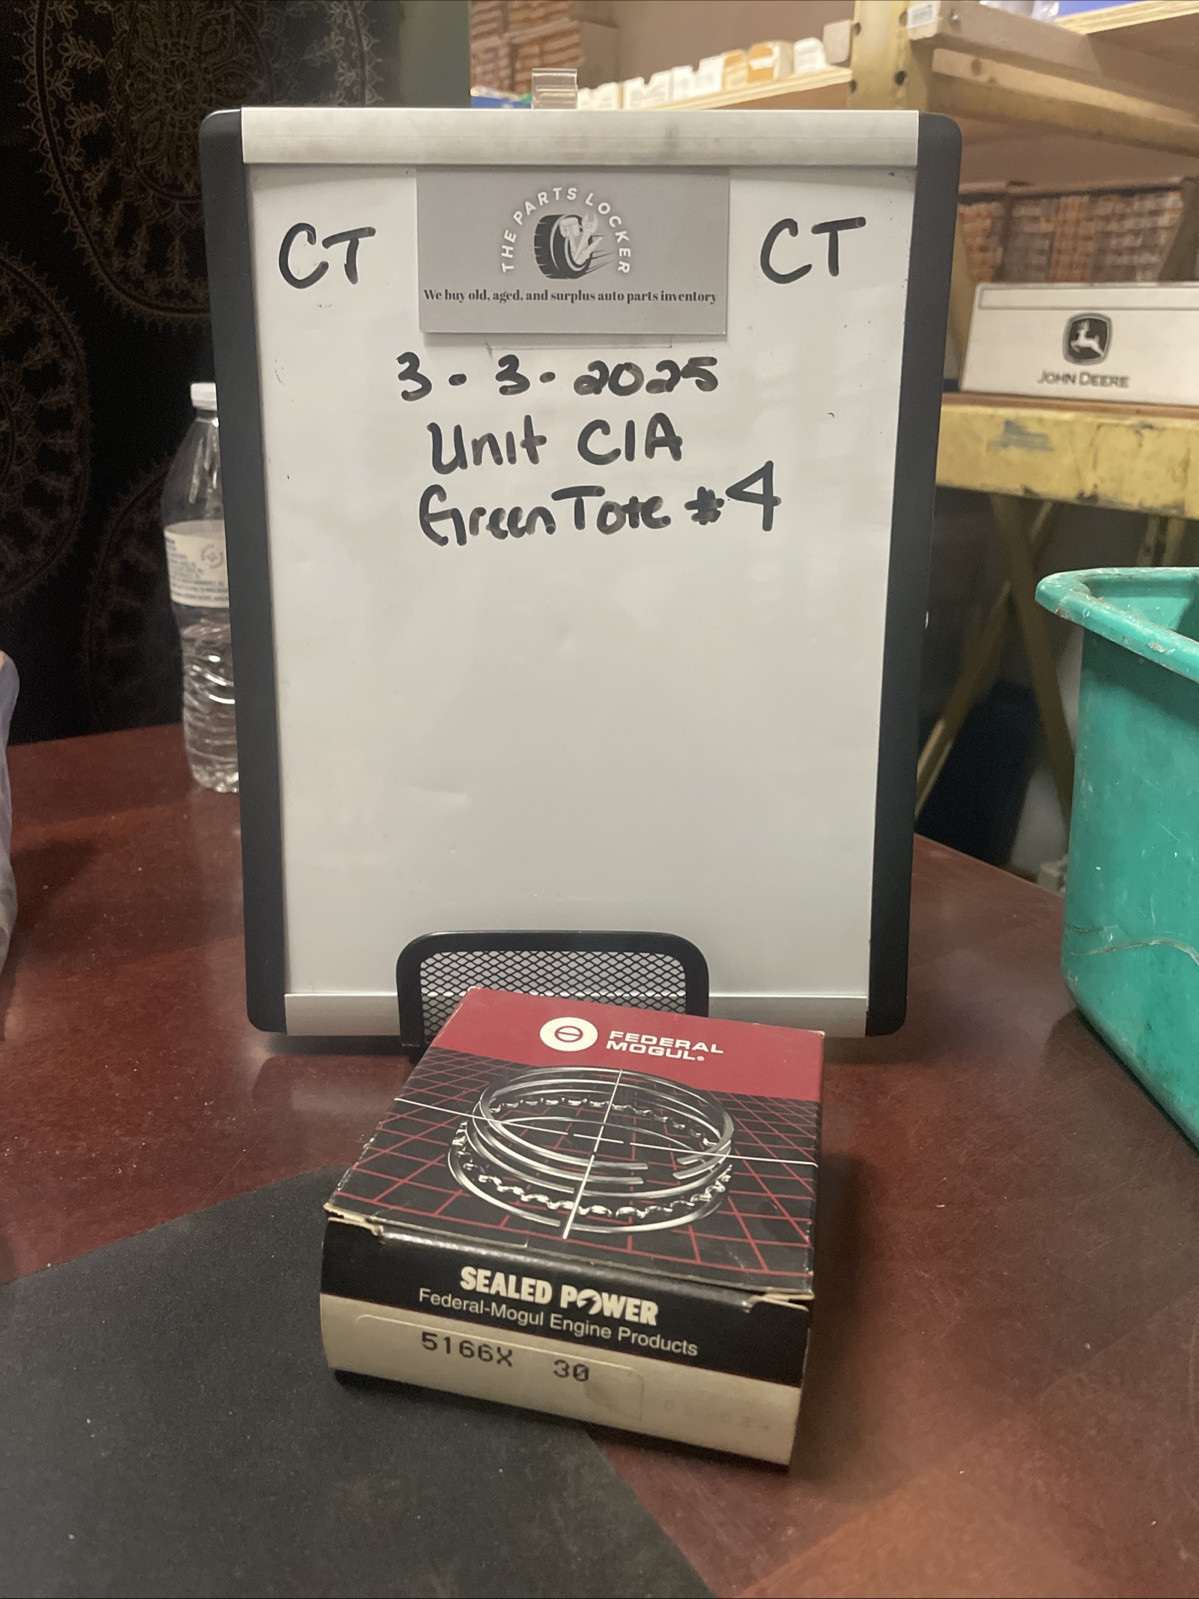 CT
THE PARTS LOCKER
CT
We buy old, aged, and surplus auto parts inventory
3-3-2025
Unit C1A
Green Tote #4
JOHN DEERE
FEDERAL
MOGUL®
SEALED POWER
Federal-Mogul Engine Products
5166X 30